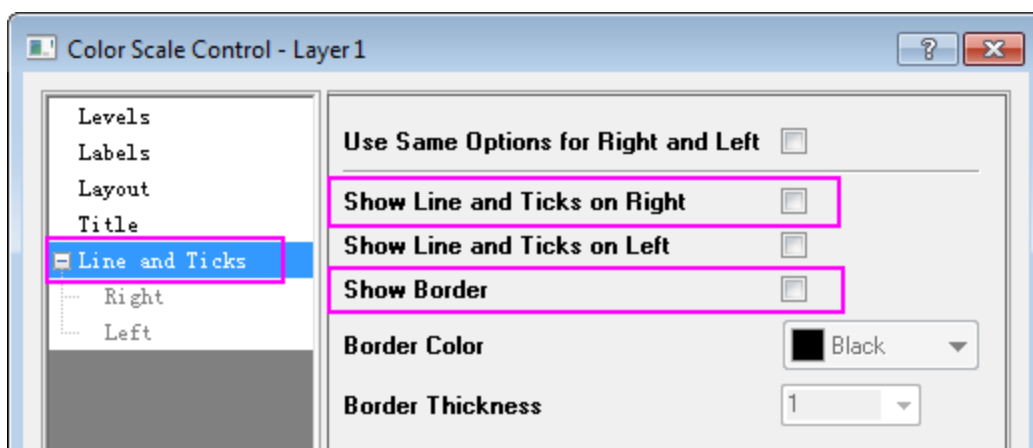 Color Scale Control - Layer 1
Levels
Labels
Layout
Title
Line and Ticks
Right
Left
Use Same Options for Right and Left
Show Line and Ticks on Right
Show Line and Ticks on Left
Show Border
Border Color
Black
Border Thickness
1